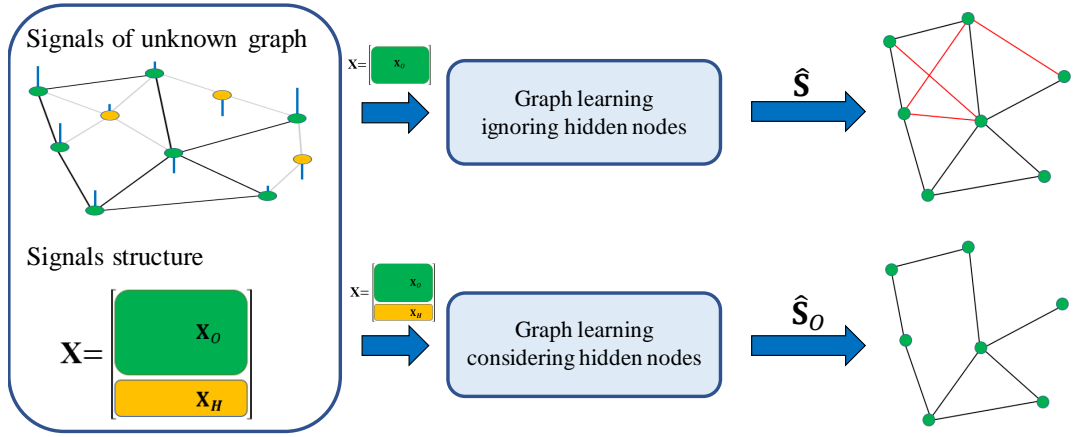 Signals of unknown graph
Signals structure
X=
X_O
X_H
X=
X_O
Graph learning
ignoring hidden nodes
Ŝ
X=
X_O
X_H
Graph learning
considering hidden nodes
Ŝ_O